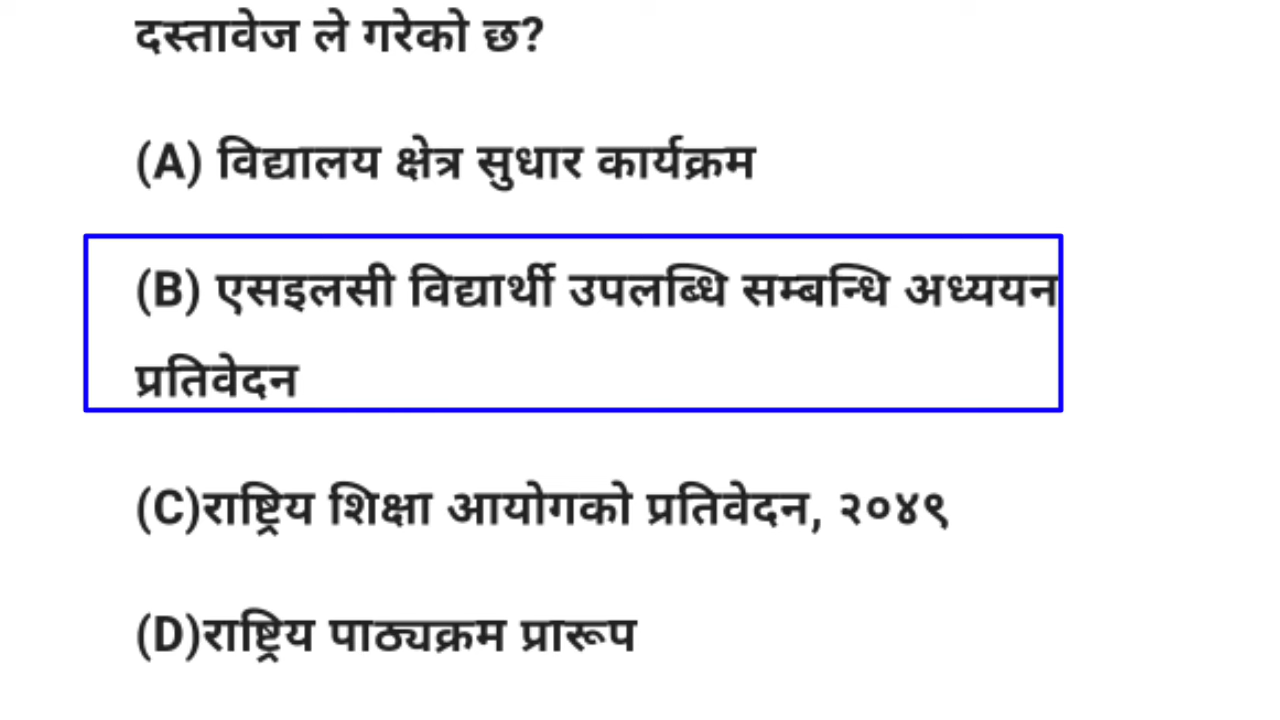 दस्तावेज ले गरेको छ?
(A) विद्यालय क्षेत्र सुधार कार्यक्रम
(B) एसइलसी विद्यार्थी उपलब्धि सम्बन्धि अध्ययन
प्रतिवेदन
(C)राष्ट्रिय शिक्षा आयोगको प्रतिवेदन, २०४९
(D)राष्ट्रिय पाठ्यक्रम प्रारूप